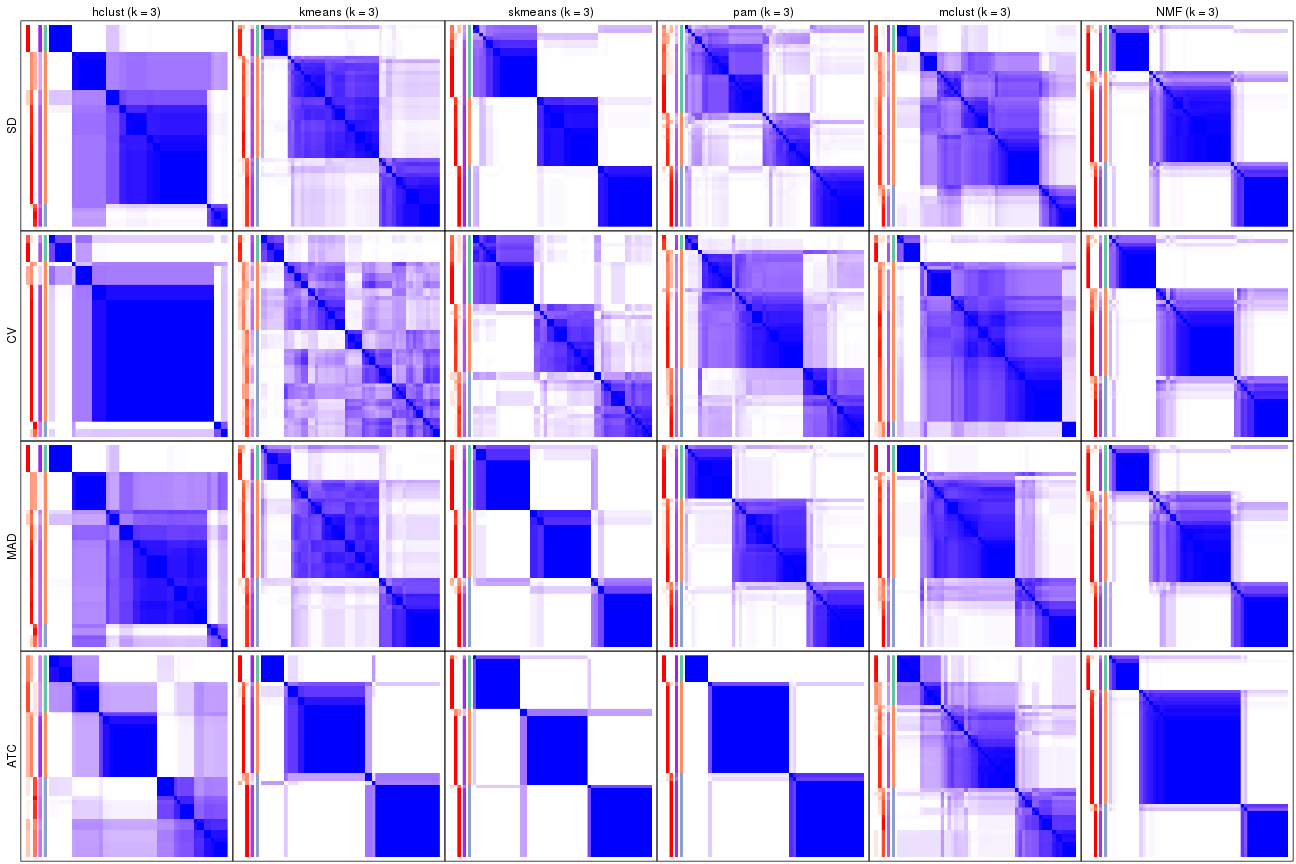 hclust (k = 3) kmeans (k = 3) skmeans (k = 3) pam (k = 3) mclust (k = 3) NMF (k = 3)
SD
CV
MAD
ATC